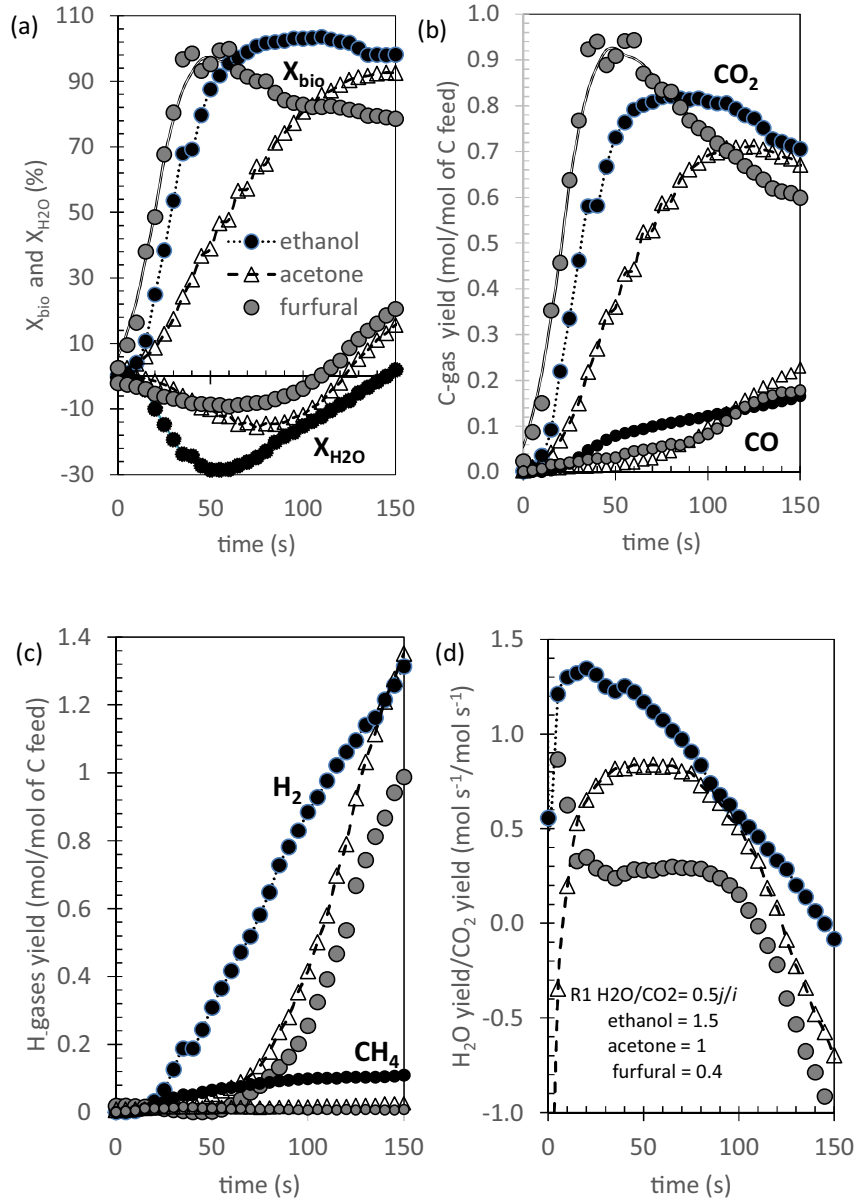 (a)
110
90
70
50
30
10
-10
-30
X_bio and X_H2O (%)
X_bio
ethanol
acetone
furfural
X_H2O
0 50 100 150
time (s)
(b)
1.0
0.9
0.8
0.7
0.6
0.5
0.4
0.3
0.2
0.1
0.0
C-gas yield (mol/mol of C feed)
CO₂
CO
0 50 100 150
time (s)
(c)
1.4
1.2
1
0.8
0.6
0.4
0.2
0
H_gases yield (mol/mol of C feed)
H₂
CH₄
0 50 100 150
time (s)
(d)
1.5
1.0
0.5
0.0
-0.5
-1.0
H₂O yield/CO₂ yield (mol s⁻¹/mol s⁻¹)
R1 H2O/CO2= 0.5j/i
ethanol = 1.5
acetone = 1
furfural = 0.4
0 50 100 150
time (s)